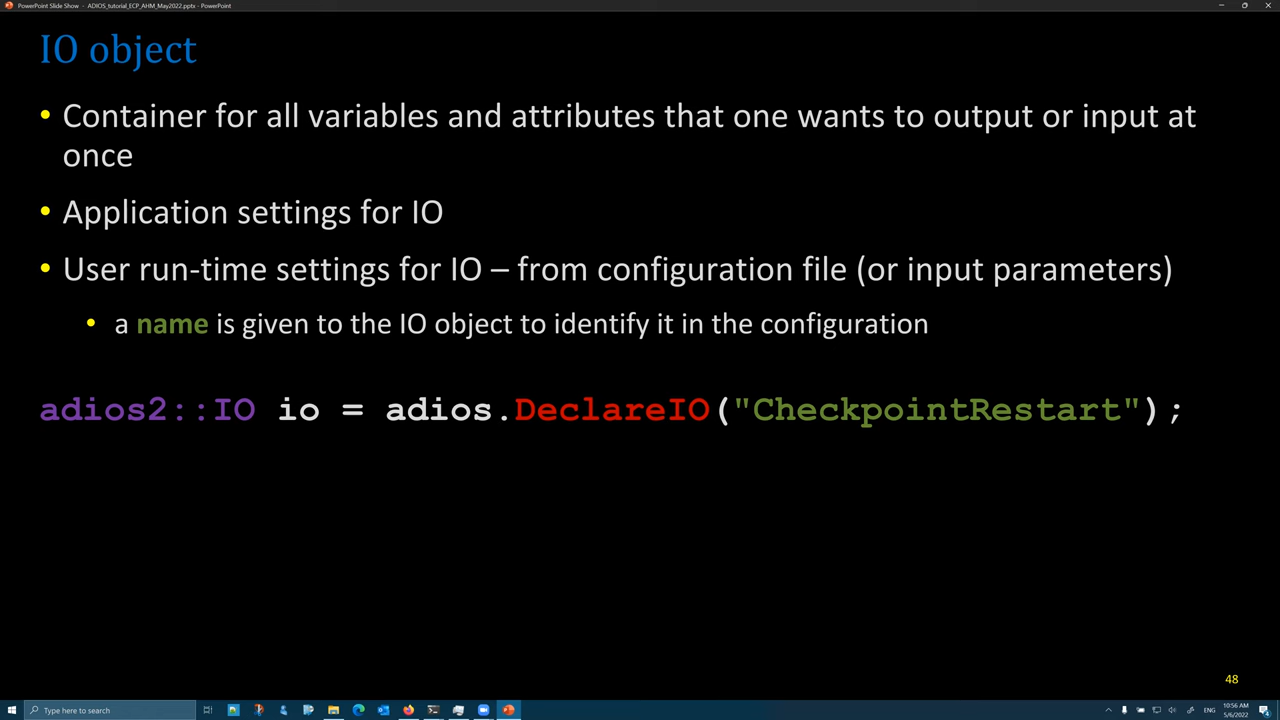 PowerPoint Slide Show - ADIOS_tutorial_ECP_AHM_May2022.pptx - PowerPoint
IO object
• Container for all variables and attributes that one wants to output or input at
once
• Application settings for IO
• User run-time settings for IO – from configuration file (or input parameters)
• a name is given to the IO object to identify it in the configuration
adios2::IO io = adios.DeclareIO("CheckpointRestart");
48
Type here to search
ENG
10:56 AM
5/6/2022